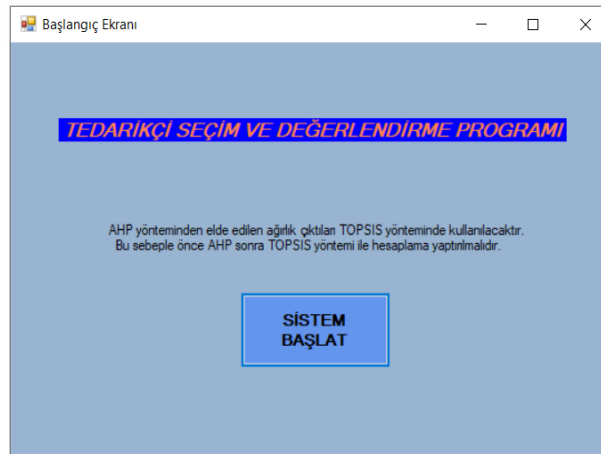 Başlangıç Ekranı
TEDARİKÇİ SEÇİM VE DEĞERLENDİRME PROGRAMI
AHP yönteminden elde edilen ağırlık çıktıları TOPSIS yönteminde kullanılacaktır.
Bu sebeple önce AHP sonra TOPSIS yöntemi ile hesaplama yaptırılmalıdır.
SİSTEM
BAŞLAT